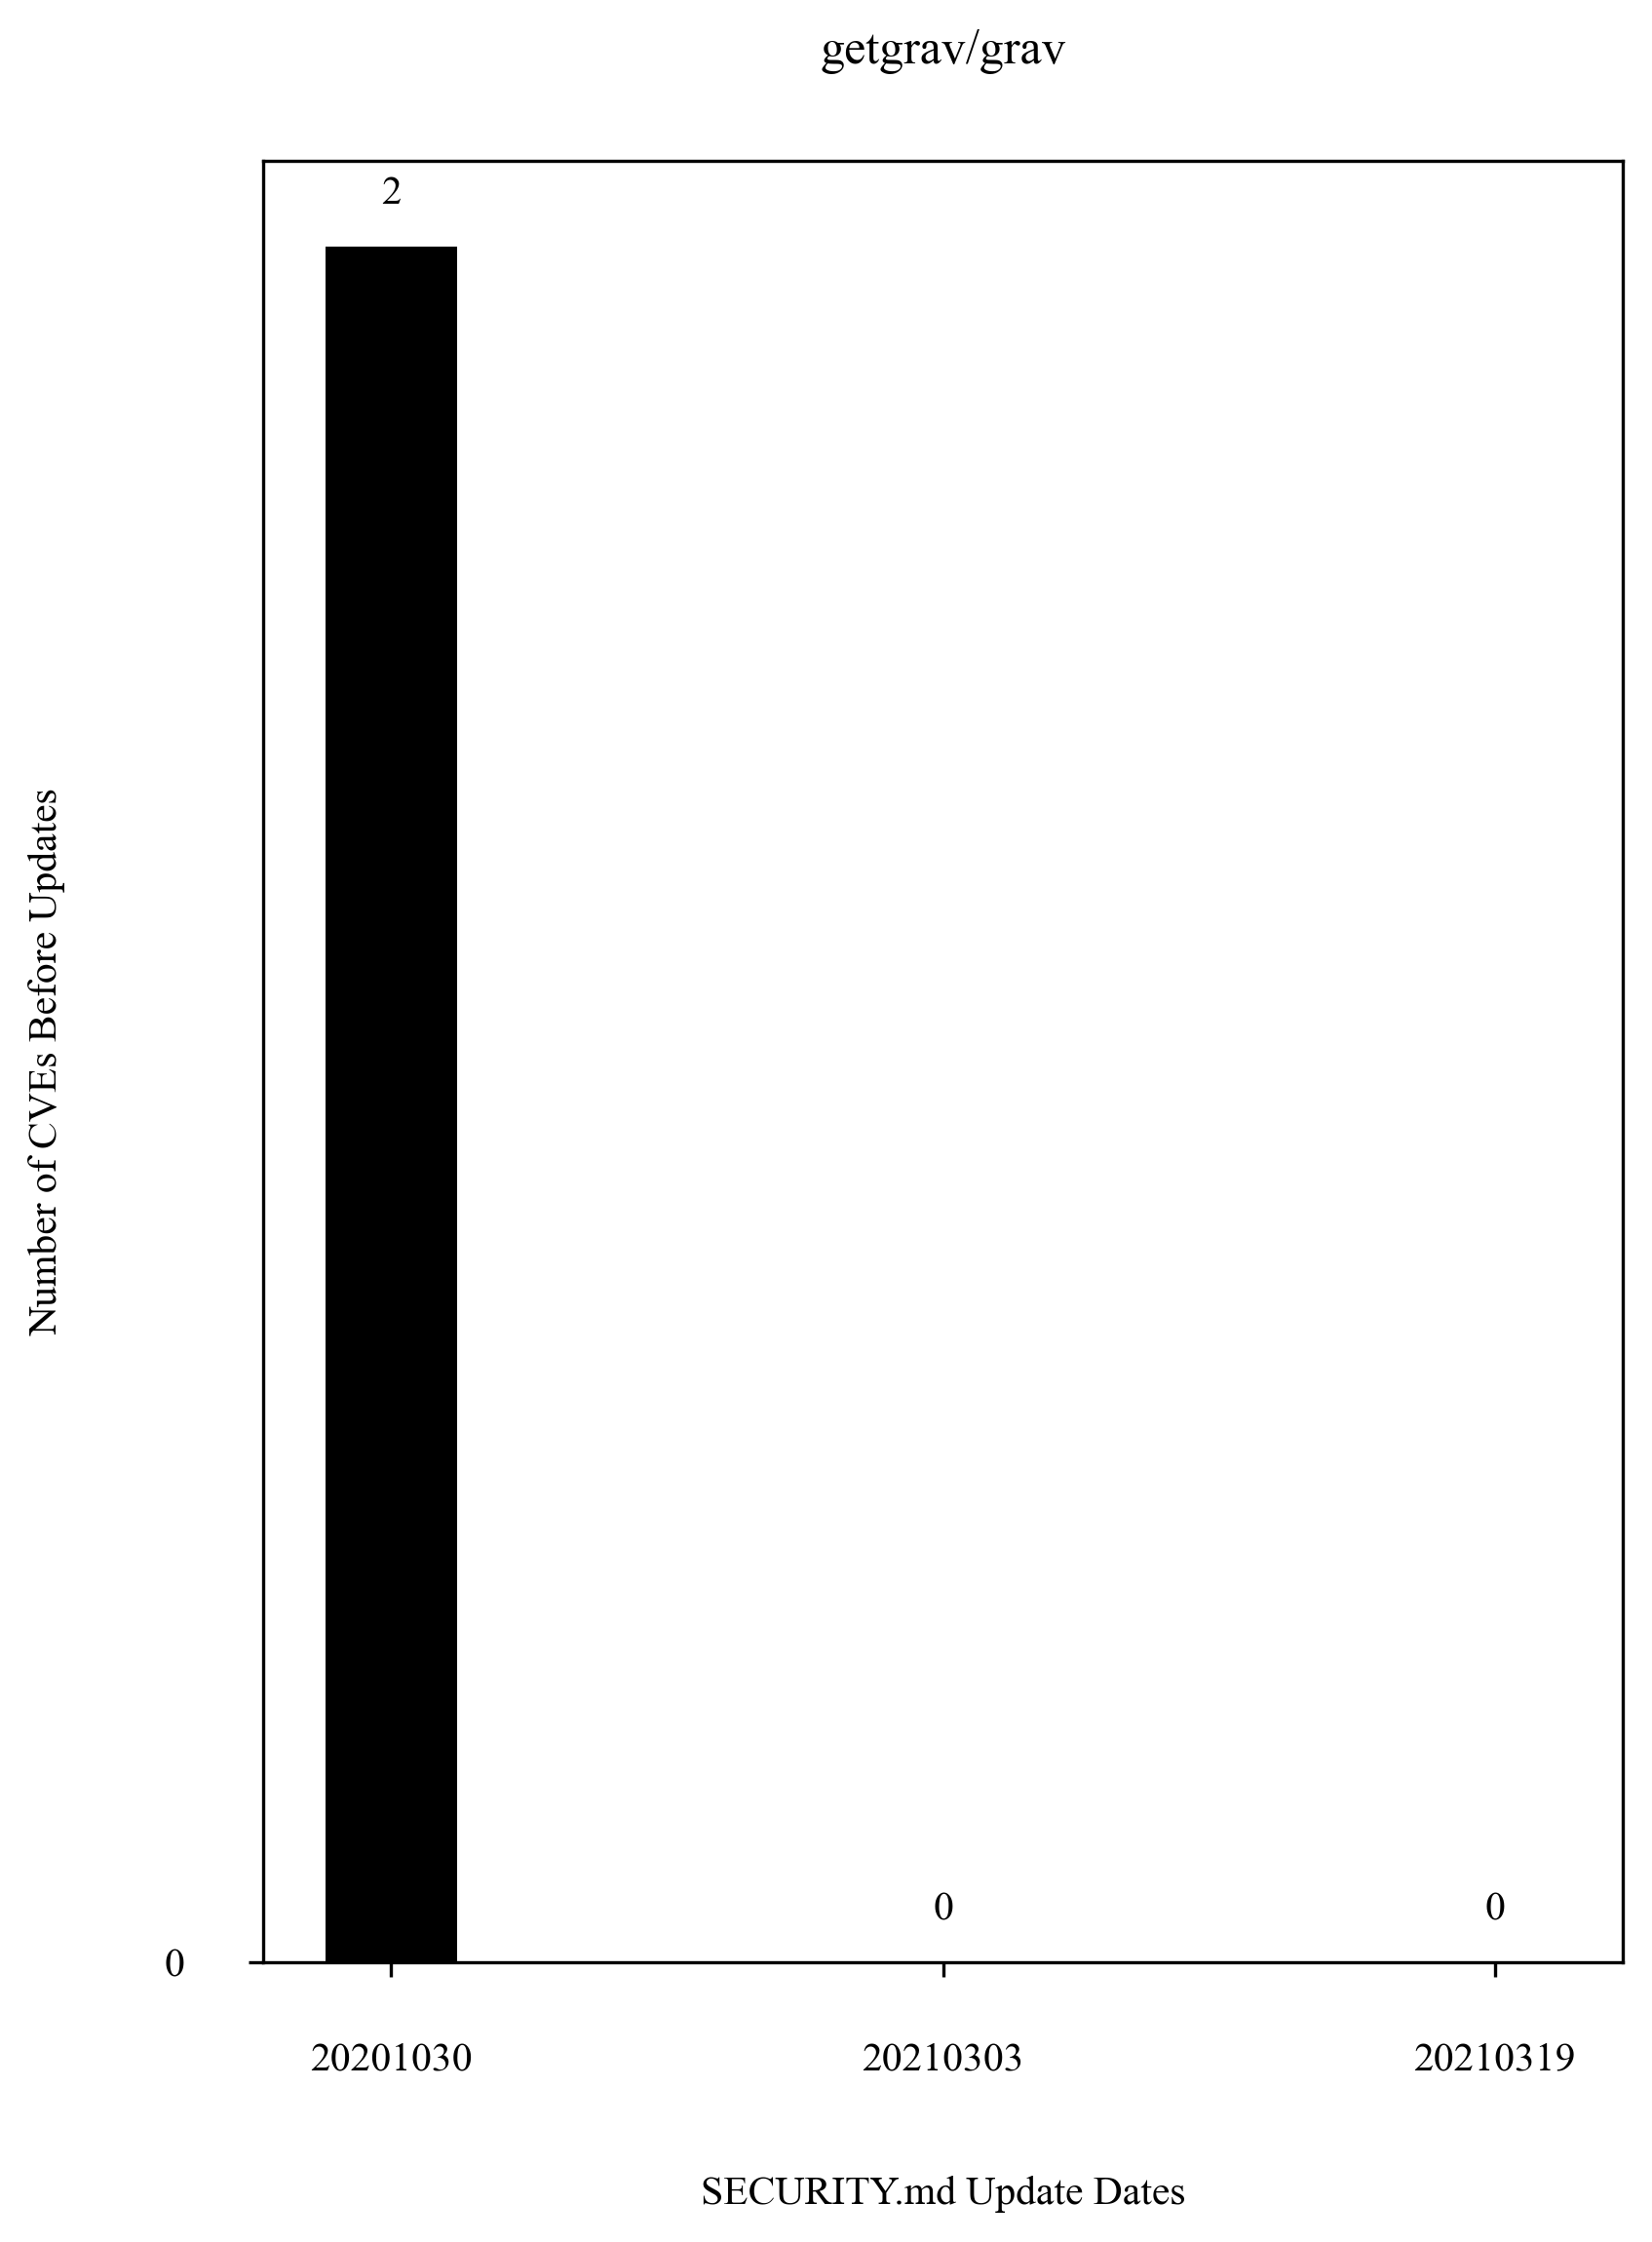 getgrav/grav
2
Number of CVEs Before Updates
0
0
0
20201030
20210303
20210319
SECURITY.md Update Dates